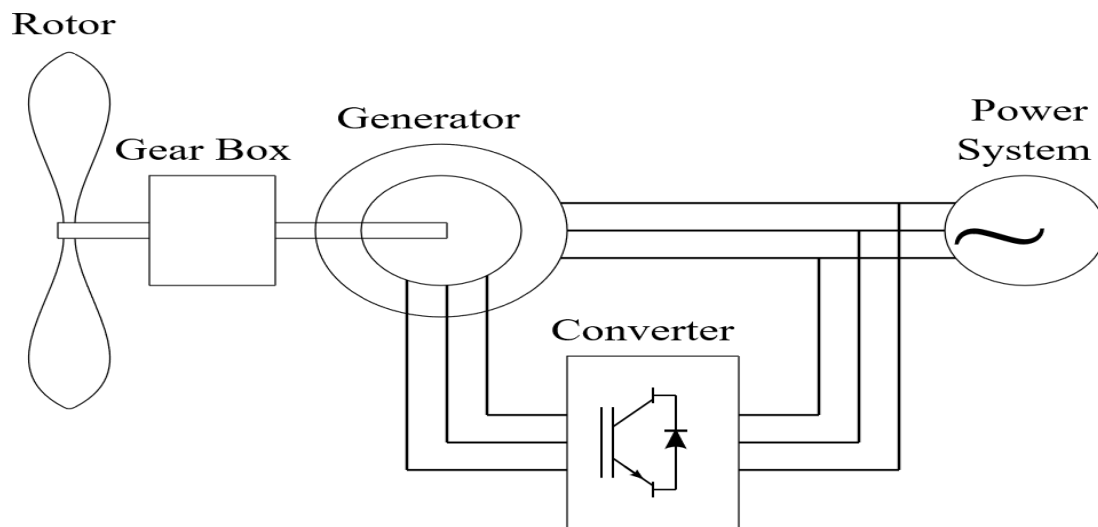 Rotor
Gear Box
Generator
Power
System
Converter